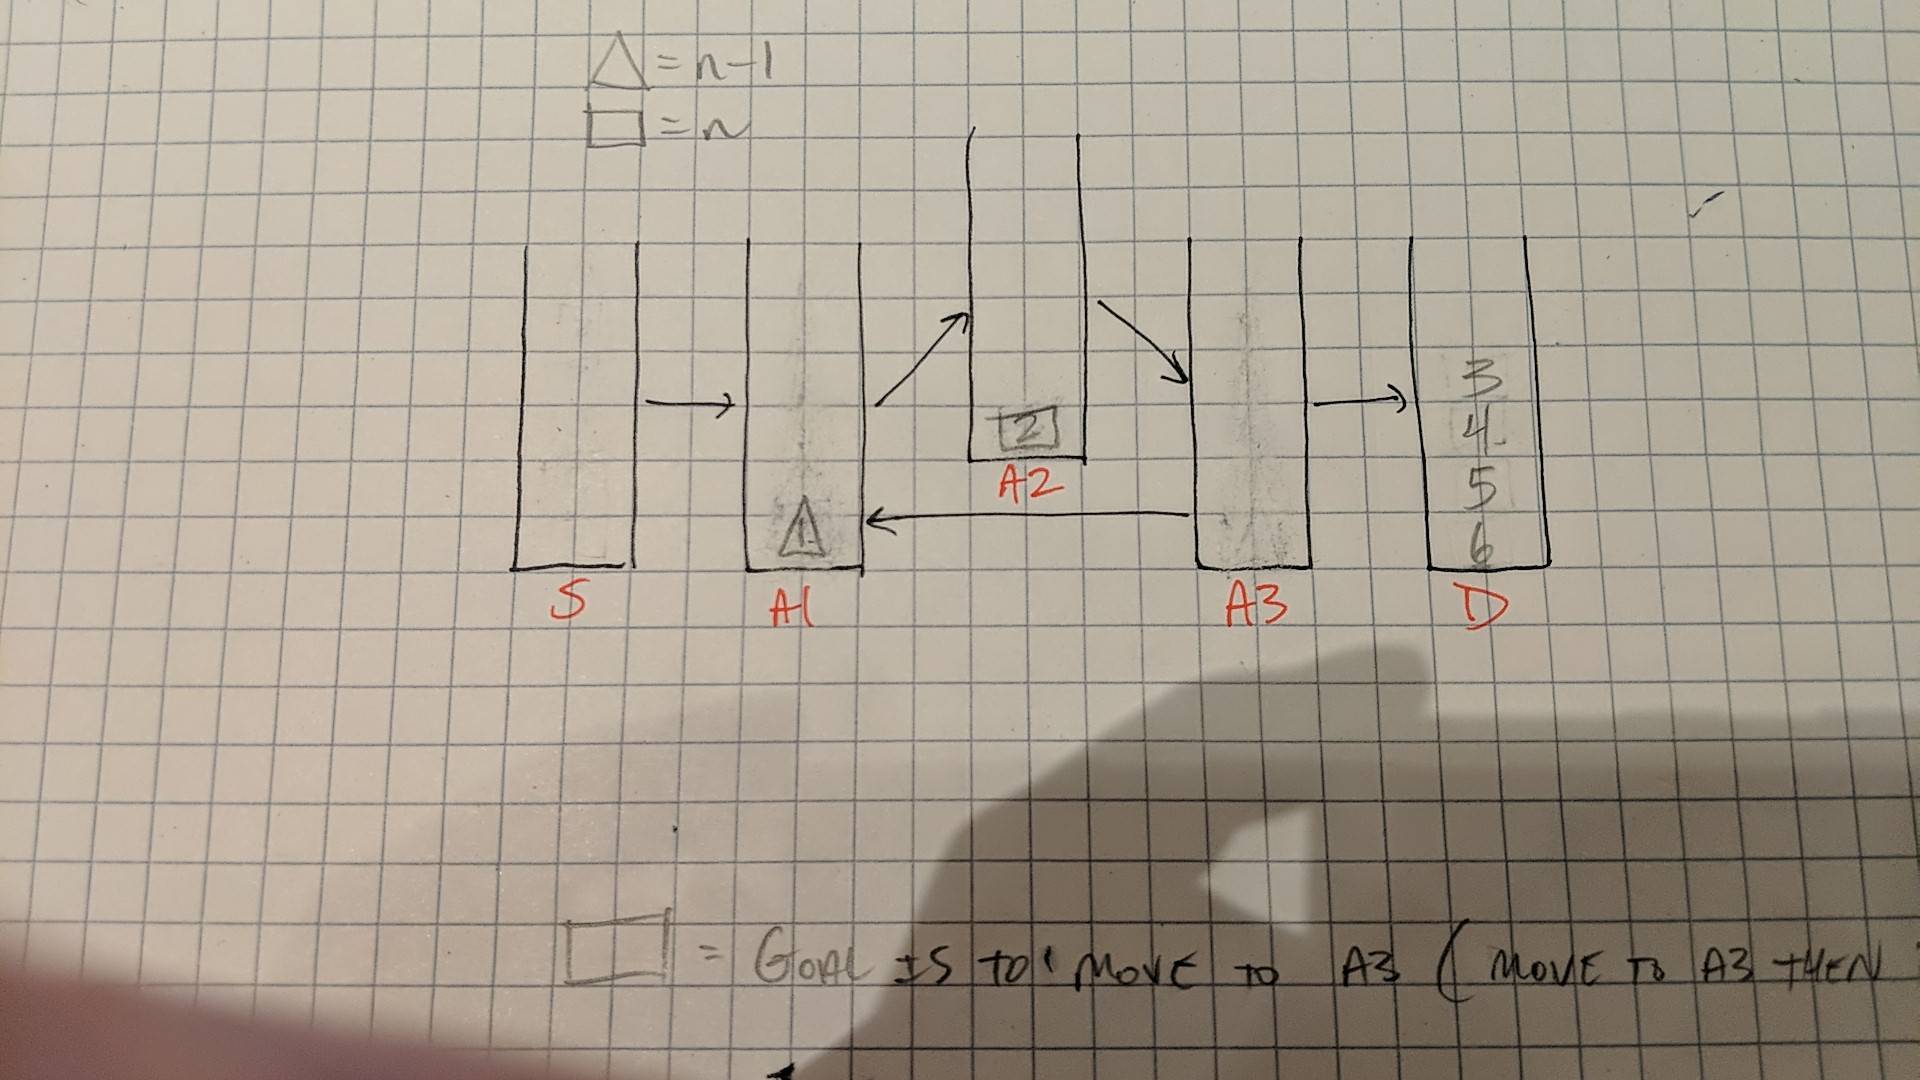 △ = n-1
□ = n
3
4
2
5
1
6
A2
S
A1
A3
D
□ = GOAL IS TO MOVE TO A3 (MOVE TO A3 THEN